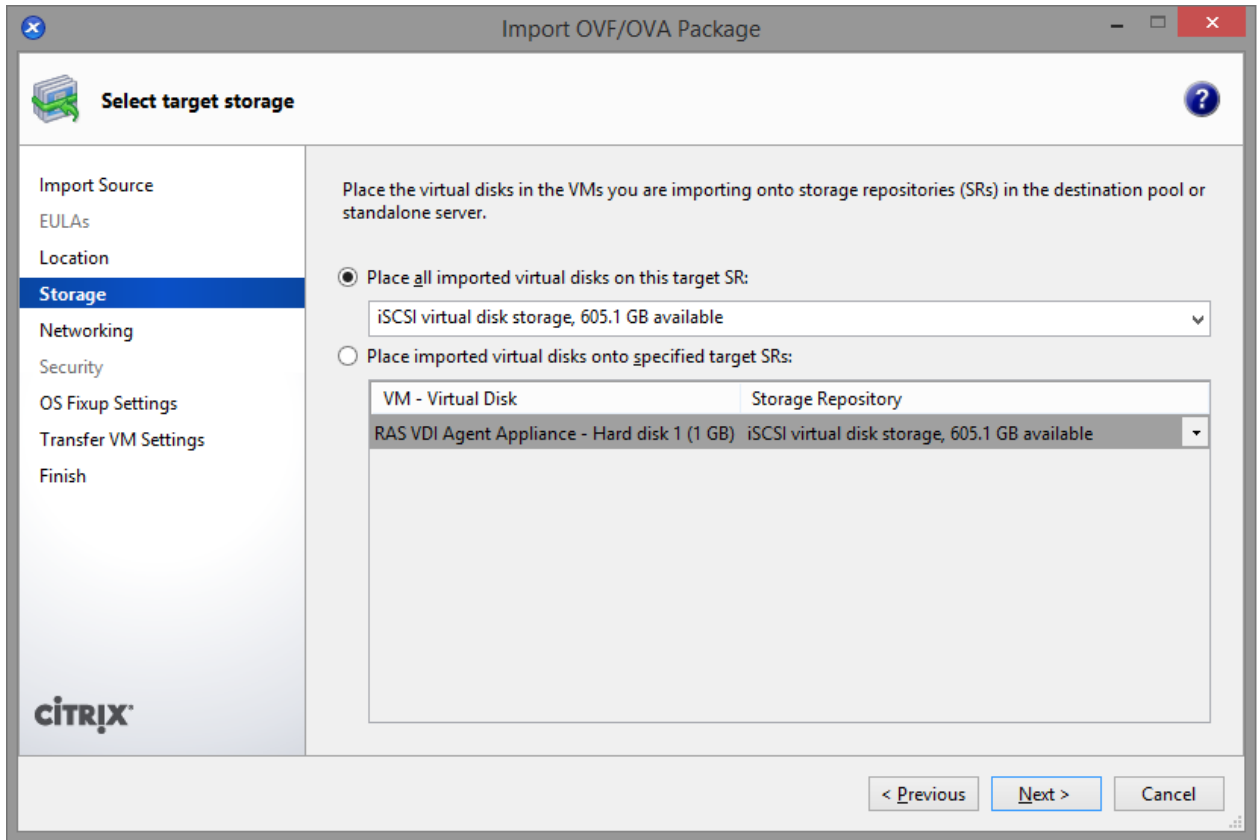 Import OVF/OVA Package
Select target storage
Import Source
EULAs
Location
Storage
Networking
Security
OS Fixup Settings
Transfer VM Settings
Finish
CİTRIX
Place the virtual disks in the VMs you are importing onto storage repositories (SRs) in the destination pool or
standalone server.
Place all imported virtual disks on this target SR:
iSCSI virtual disk storage, 605.1 GB available
Place imported virtual disks onto specified target SRs:
VM - Virtual Disk Storage Repository
RAS VDI Agent Appliance - Hard disk 1 (1 GB) iSCSI virtual disk storage, 605.1 GB available
< Previous Next > Cancel